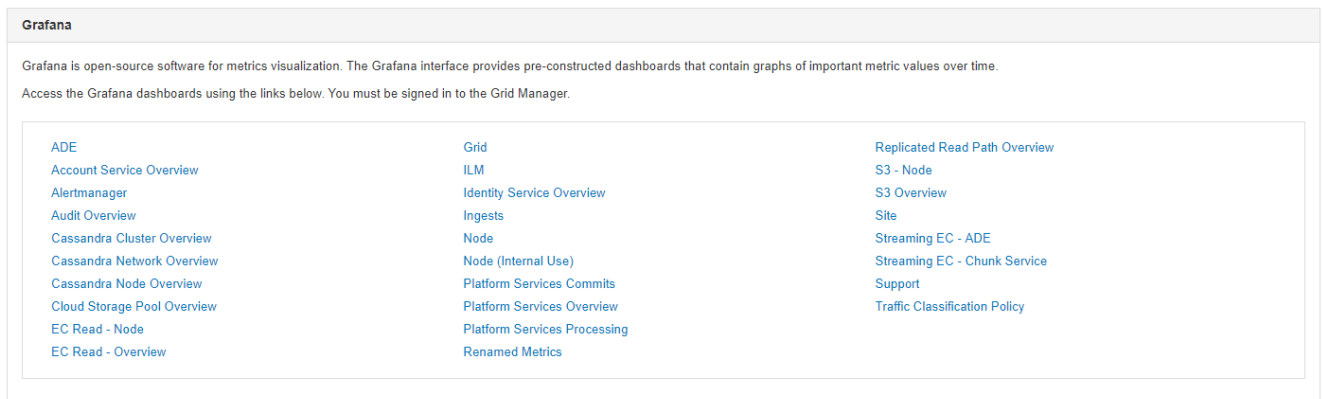 Grafana
Grafana is open-source software for metrics visualization. The Grafana interface provides pre-constructed dashboards that contain graphs of important metric values over time.
Access the Grafana dashboards using the links below. You must be signed in to the Grid Manager.
ADE
Account Service Overview
Alertmanager
Audit Overview
Cassandra Cluster Overview
Cassandra Network Overview
Cassandra Node Overview
Cloud Storage Pool Overview
EC Read - Node
EC Read - Overview
Grid
ILM
Identity Service Overview
Ingests
Node
Node (Internal Use)
Platform Services Commits
Platform Services Overview
Platform Services Processing
Renamed Metrics
Replicated Read Path Overview
S3 - Node
S3 Overview
Site
Streaming EC - ADE
Streaming EC - Chunk Service
Support
Traffic Classification Policy